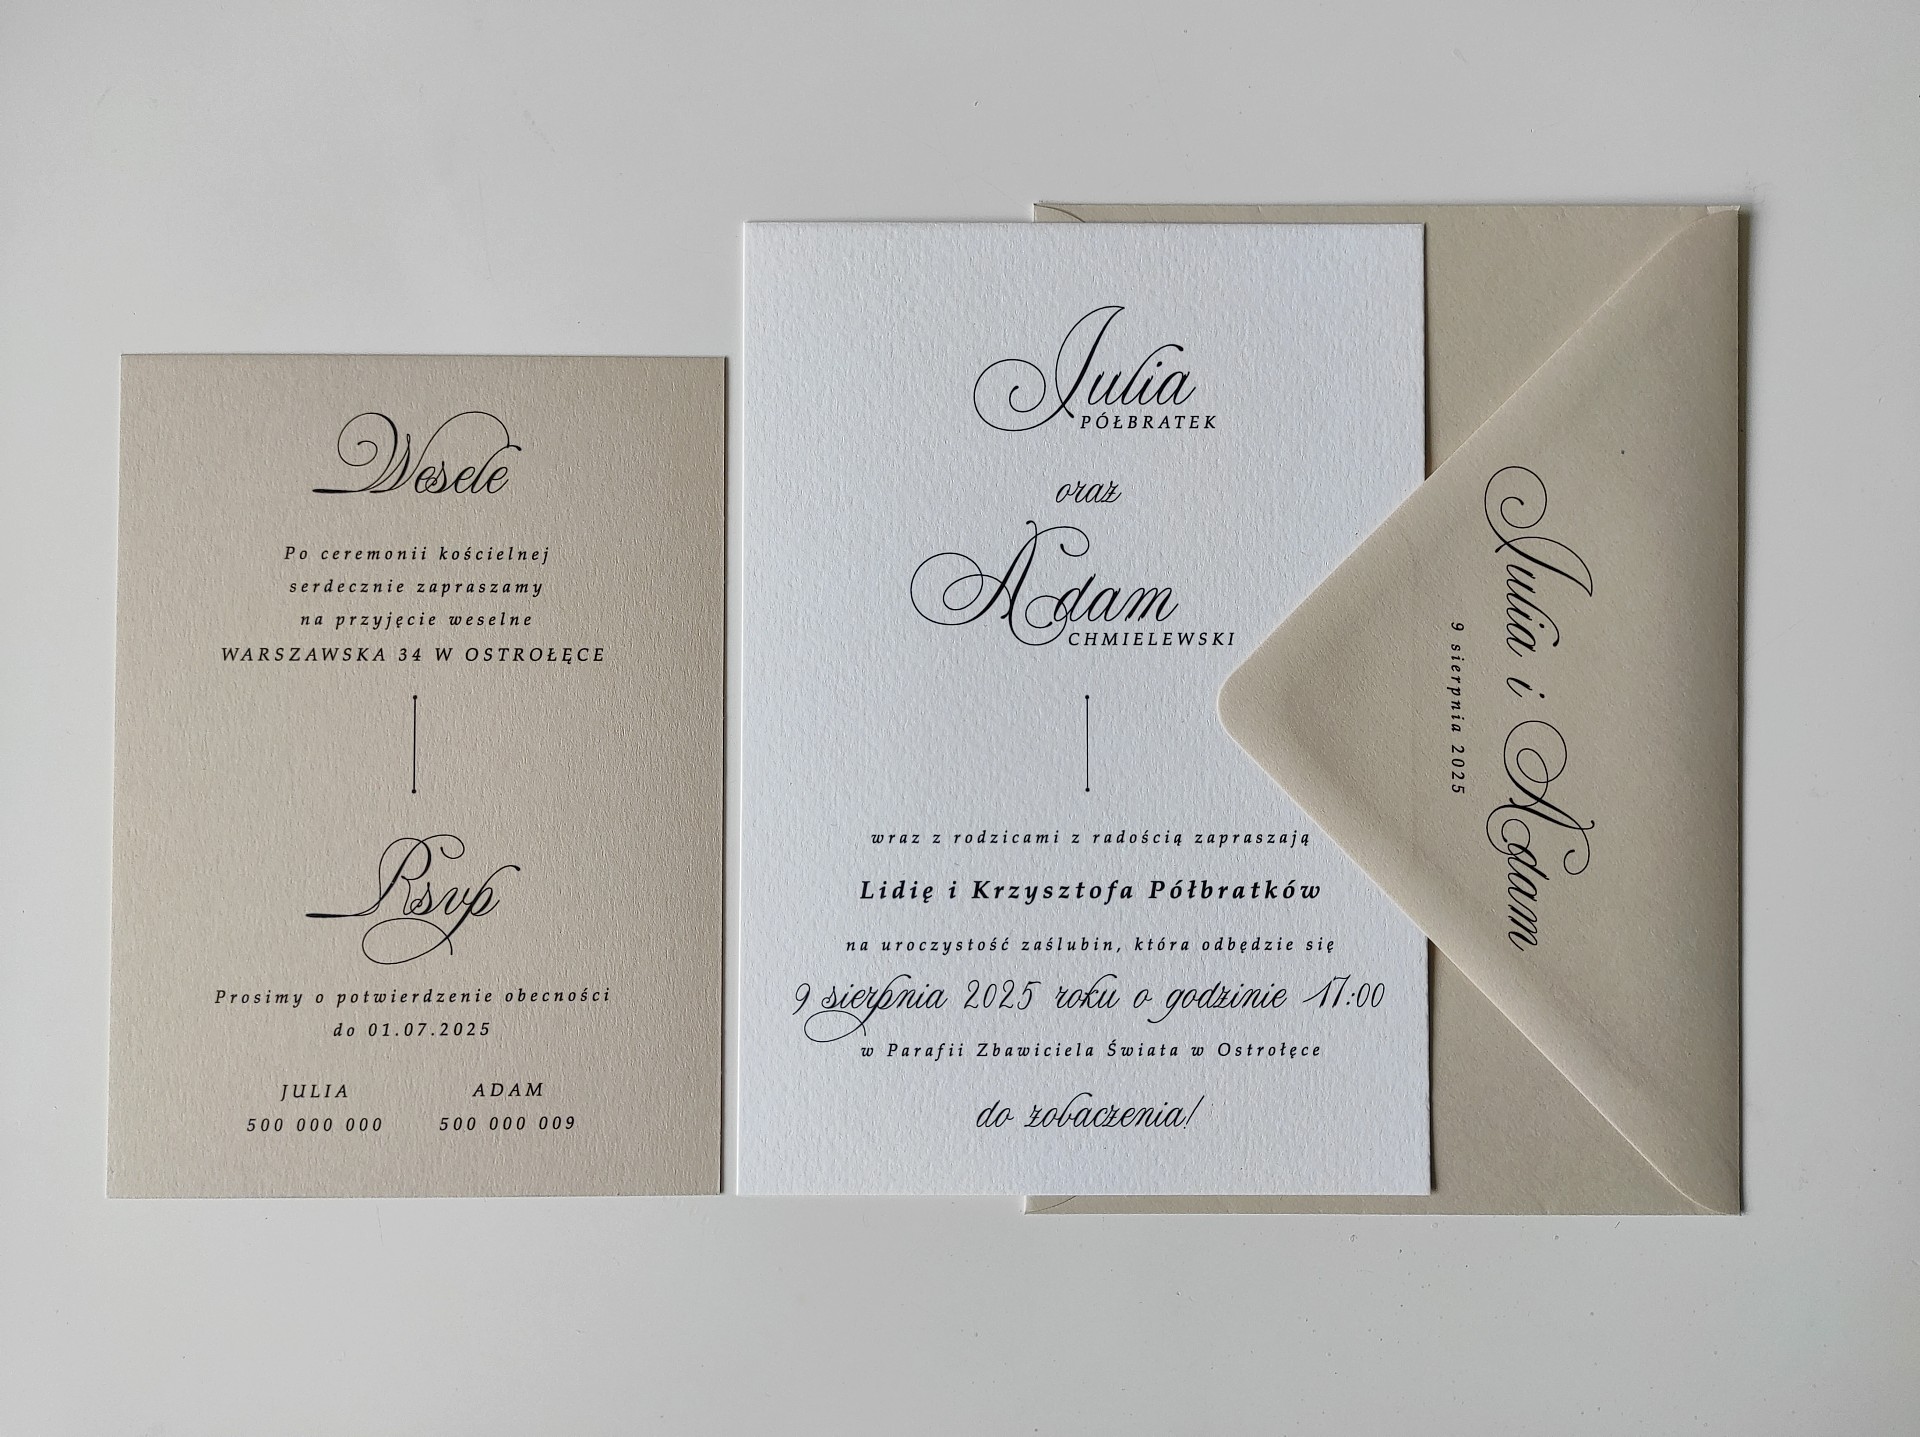 Wesele
Po ceremonii kościelnej
serdecznie zapraszamy
na przyjęcie weselne
WARSZAWSKA 34 W OSTROŁĘCE
Rsvp
Prosimy o potwierdzenie obecności
do 01.07.2025
JULIA ADAM
500 000 000 500 000 009
Julia
PÓŁBRATEK
oraz
Adam
CHMIELEWSKI
wraz z rodzicami z radością zapraszają
Lidię i Krzysztofa Półbratków
na uroczystość zaślubin, która odbędzie się
9 sierpnia 2025 roku o godzinie 17:00
w Parafii Zbawiciela Świata w Ostrołęce
do zobaczenia!
Julia i Adam
9 sierpnia 2025